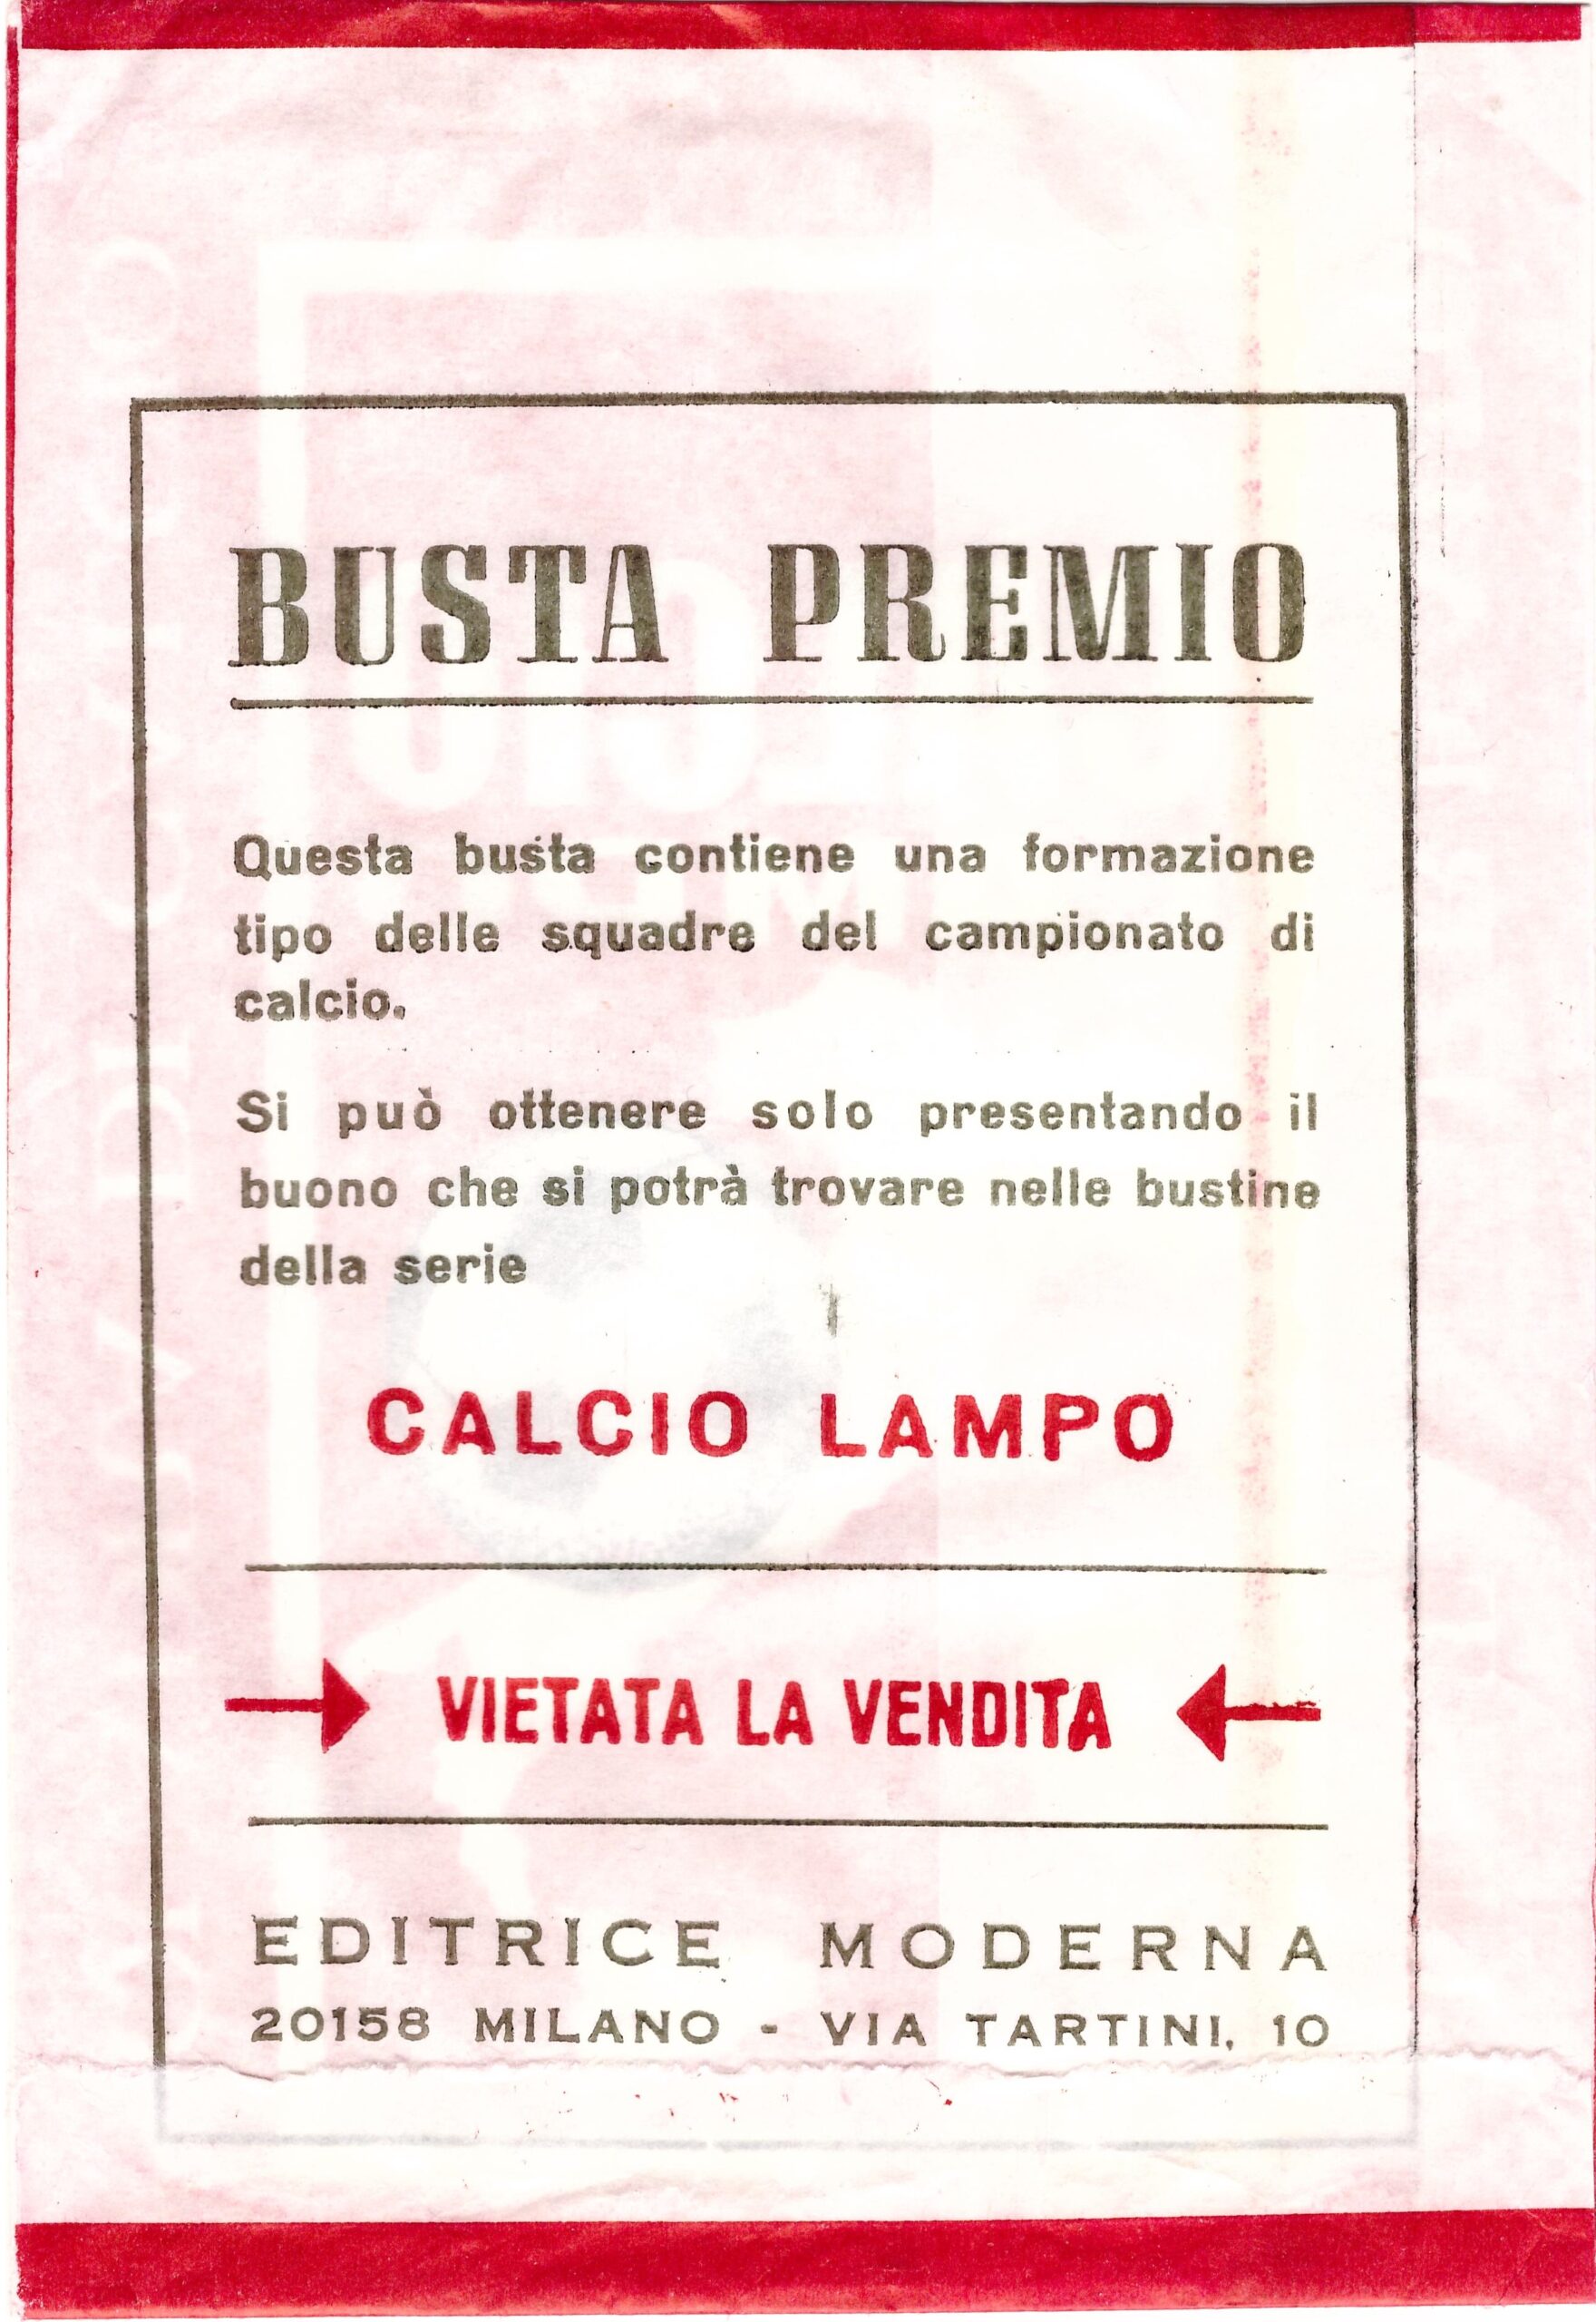 BUSTA PREMIO
Questa busta contiene una formazione
tipo delle squadre del campionato di
calcio.
Si può ottenere solo presentando il
buono che si potrà trovare nelle bustine
della serie
CALCIO LAMPO
VIETATA LA VENDITA
EDITRICE MODERNA
20158 MILANO - VIA TARTINI, 10